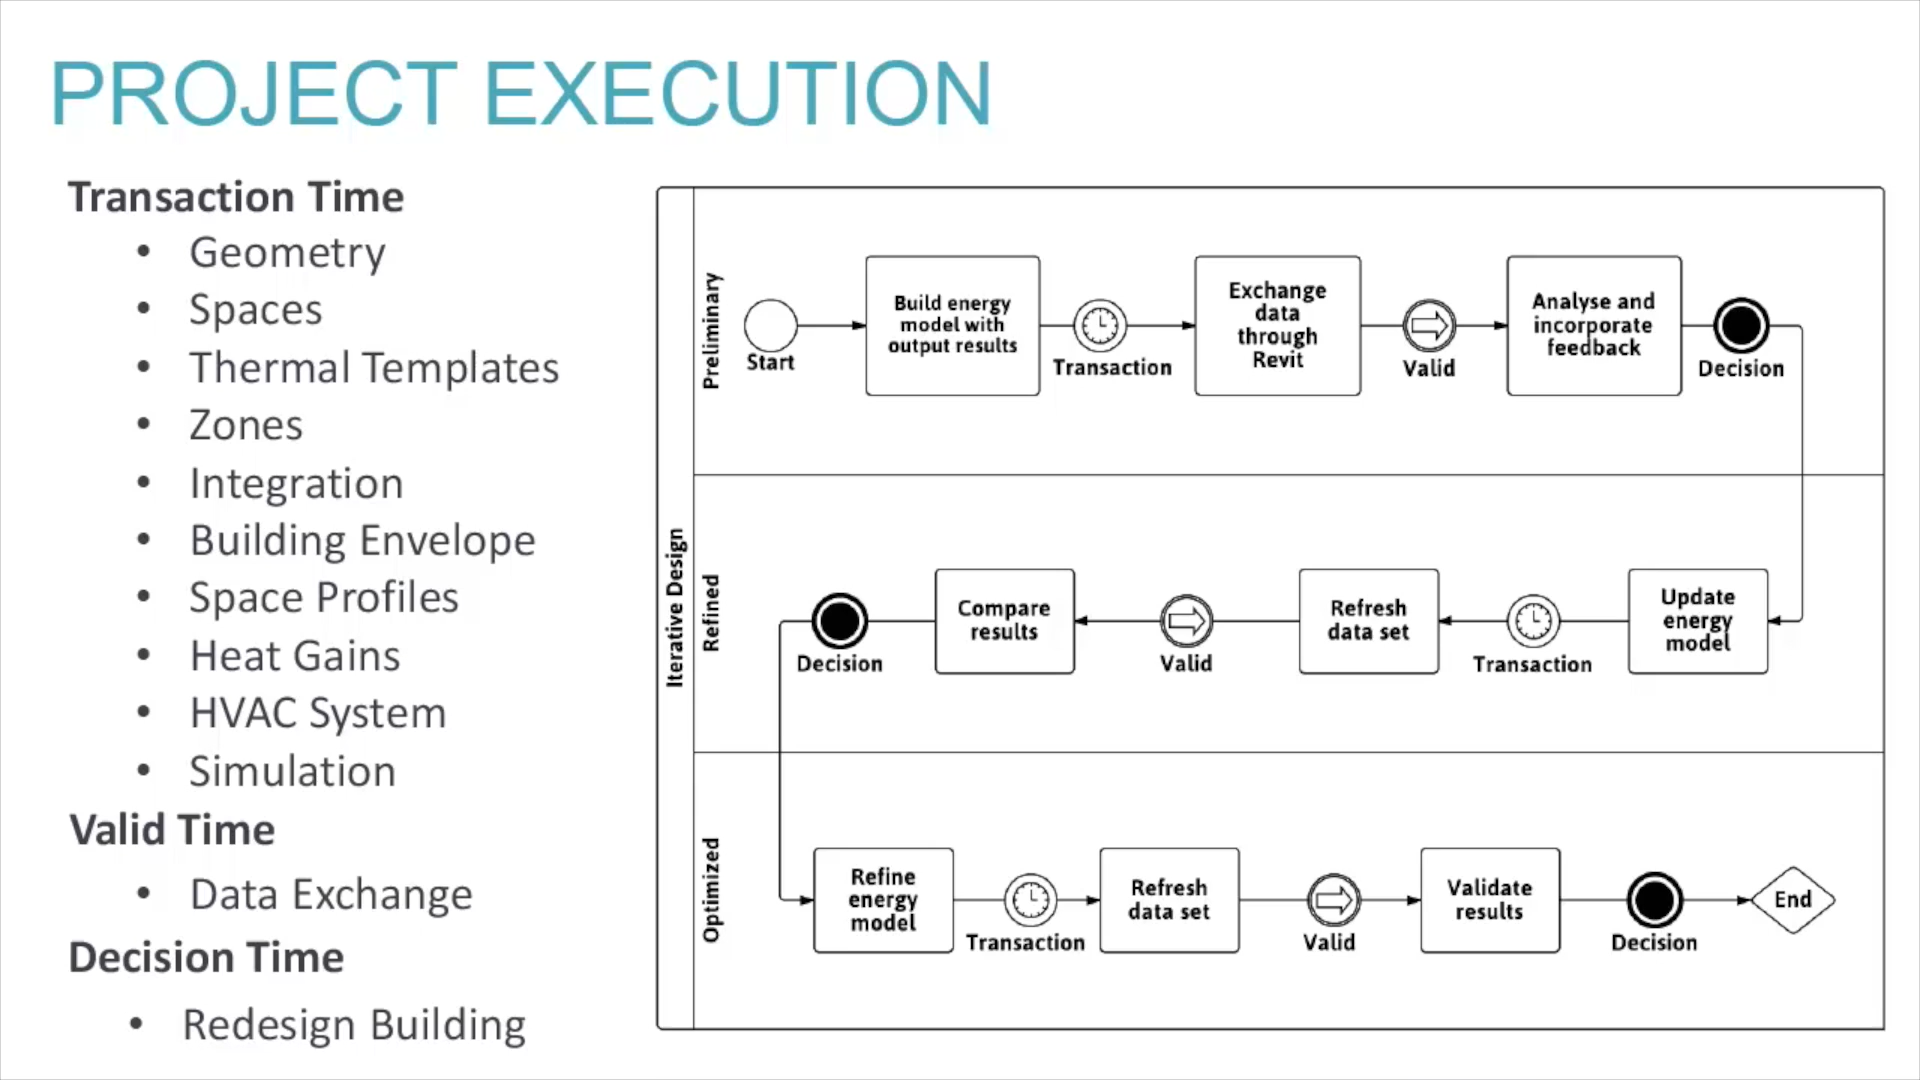 PROJECT EXECUTION
Transaction Time
• Geometry
• Spaces
• Thermal Templates
• Zones
• Integration
• Building Envelope
• Space Profiles
• Heat Gains
• HVAC System
• Simulation
Valid Time
• Data Exchange
Decision Time
• Redesign Building
Iterative Design
Preliminary
Start
Build energy
model with
output results
Transaction
Exchange
data
through
Revit
Valid
Analyse and
incorporate
feedback
Decision
Refined
Update
energy
model
Transaction
Refresh
data set
Valid
Compare
results
Decision
Optimized
Refine
energy
model
Transaction
Refresh
data set
Valid
Validate
results
Decision
End